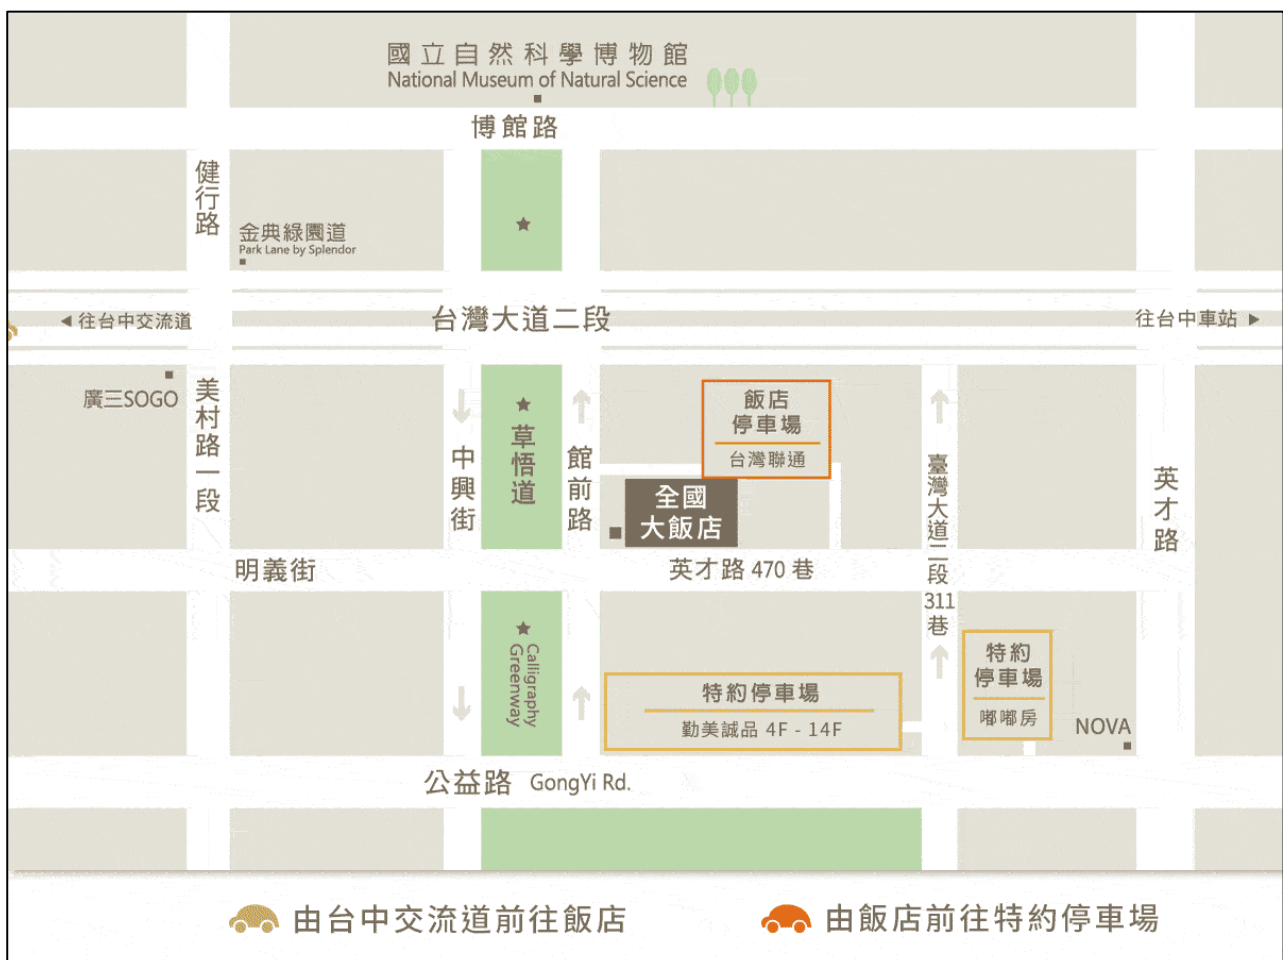 國立自然科學博物館
National Museum of Natural Science
博館路
健行路
金典綠園道
Park Lane by Splendor
往台中交流道
台灣大道二段
往台中車站
廣三SOGO
美村路一段
中興街
草悟道
館前路
飯店
停車場
台灣聯通
全國
大飯店
臺灣大道二段
311
巷
英才路
明義街
英才路 470 巷
Calligraphy
Greenway
特約停車場
勤美誠品 4F - 14F
特約
停車場
嘟嘟房
NOVA
公益路 GongYi Rd.
由台中交流道前往飯店
由飯店前往特約停車場